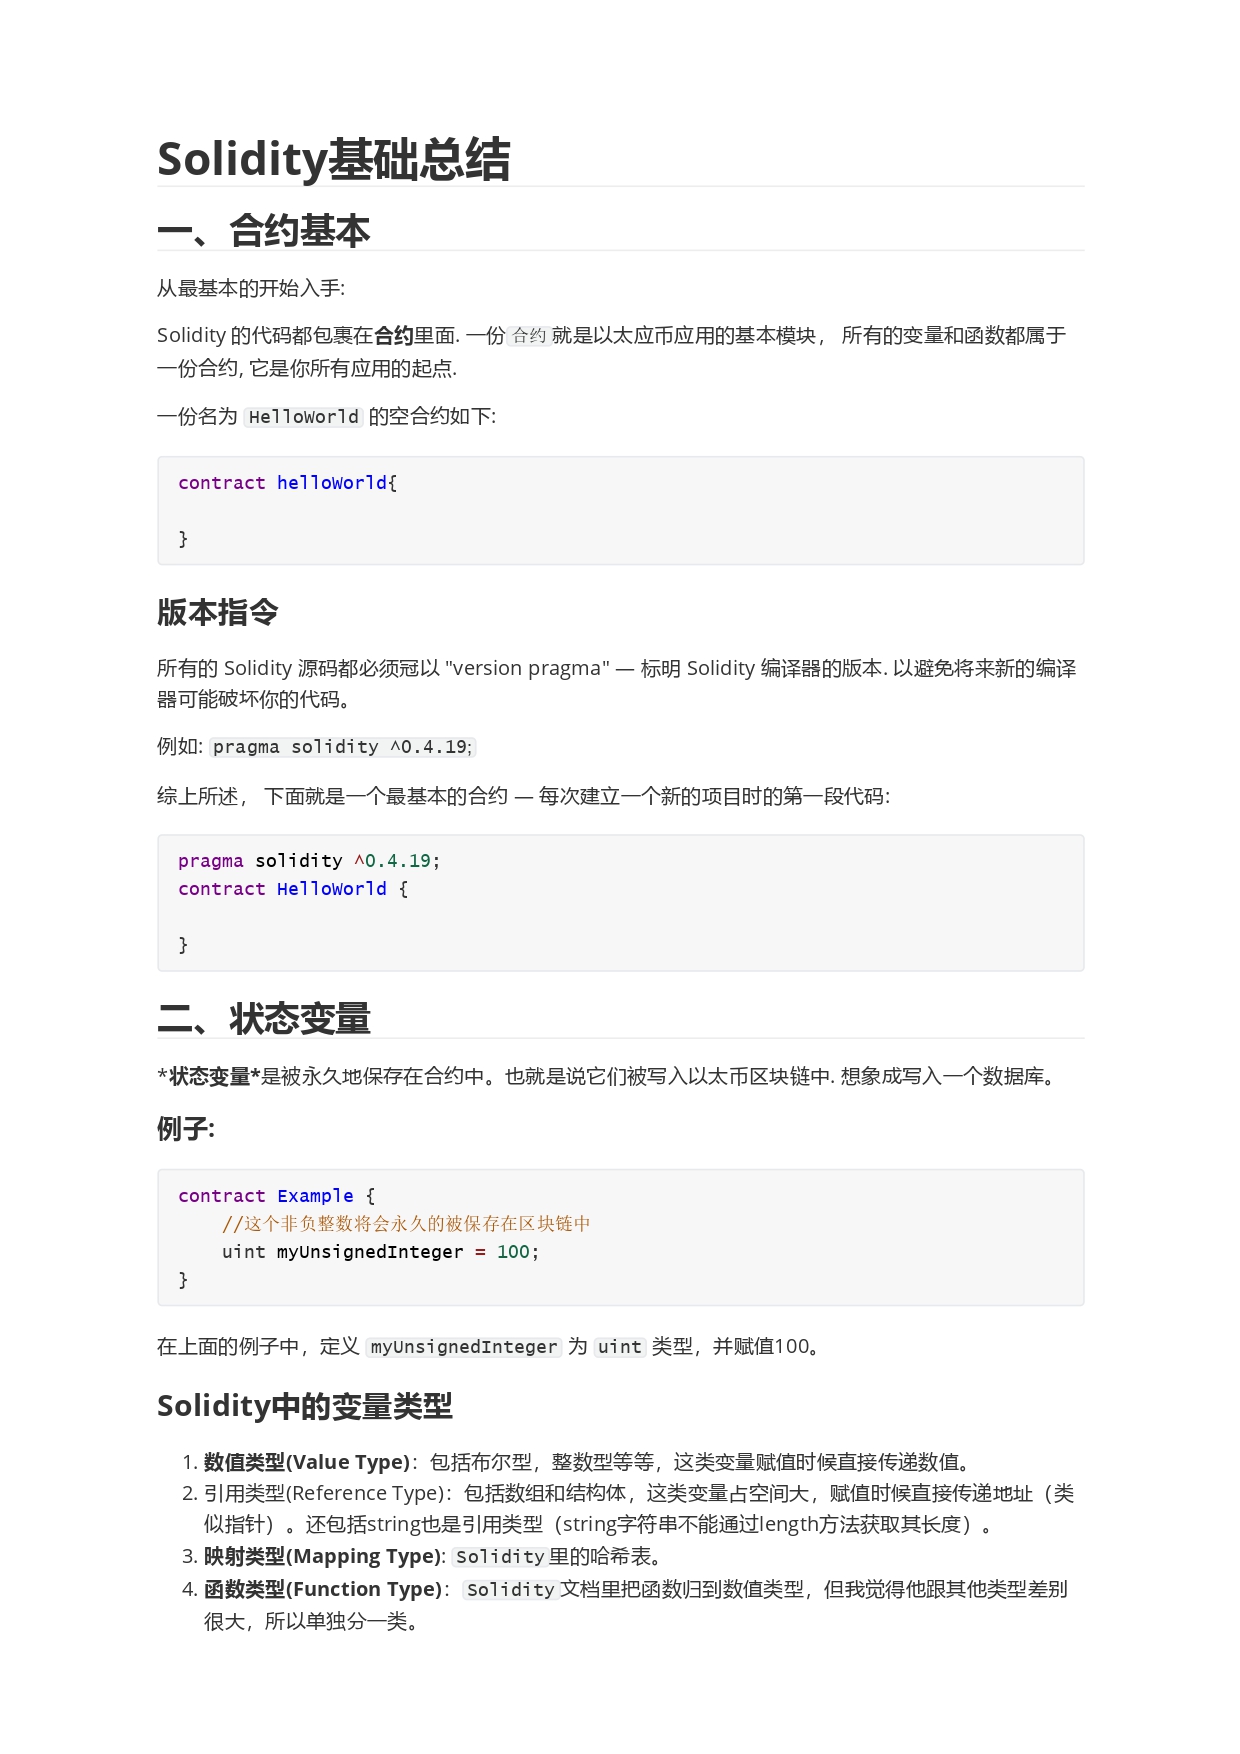 Solidity基础总结
一、合约基本
从最基本的开始入手:
Solidity 的代码都包裹在合约里面. 一份合约就是以太应币应用的基本模块， 所有的变量和函数都属于
一份合约, 它是你所有应用的起点.
一份名为 HelloWorld 的空合约如下:
contract helloWorld{
}
版本指令
所有的 Solidity 源码都必须冠以 "version pragma" — 标明 Solidity 编译器的版本. 以避免将来新的编译
器可能破坏你的代码。
例如: pragma solidity ^0.4.19;
综上所述， 下面就是一个最基本的合约 — 每次建立一个新的项目时的第一段代码:
pragma solidity ^0.4.19;
contract HelloWorld {
}
二、状态变量
*状态变量*是被永久地保存在合约中。也就是说它们被写入以太币区块链中. 想象成写入一个数据库。
例子:
contract Example {
    //这个非负整数将会永久的被保存在区块链中
    uint myUnsignedInteger = 100;
}
在上面的例子中，定义 myUnsignedInteger 为 uint 类型，并赋值100。
Solidity中的变量类型
1. 数值类型(Value Type)：包括布尔型，整数型等等，这类变量赋值时候直接传递数值。
2. 引用类型(Reference Type)：包括数组和结构体，这类变量占空间大，赋值时候直接传递地址（类
似指针）。还包括string也是引用类型（string字符串不能通过length方法获取其长度）。
3. 映射类型(Mapping Type): Solidity里的哈希表。
4. 函数类型(Function Type)：Solidity文档里把函数归到数值类型，但我觉得他跟其他类型差别
很大，所以单独分一类。